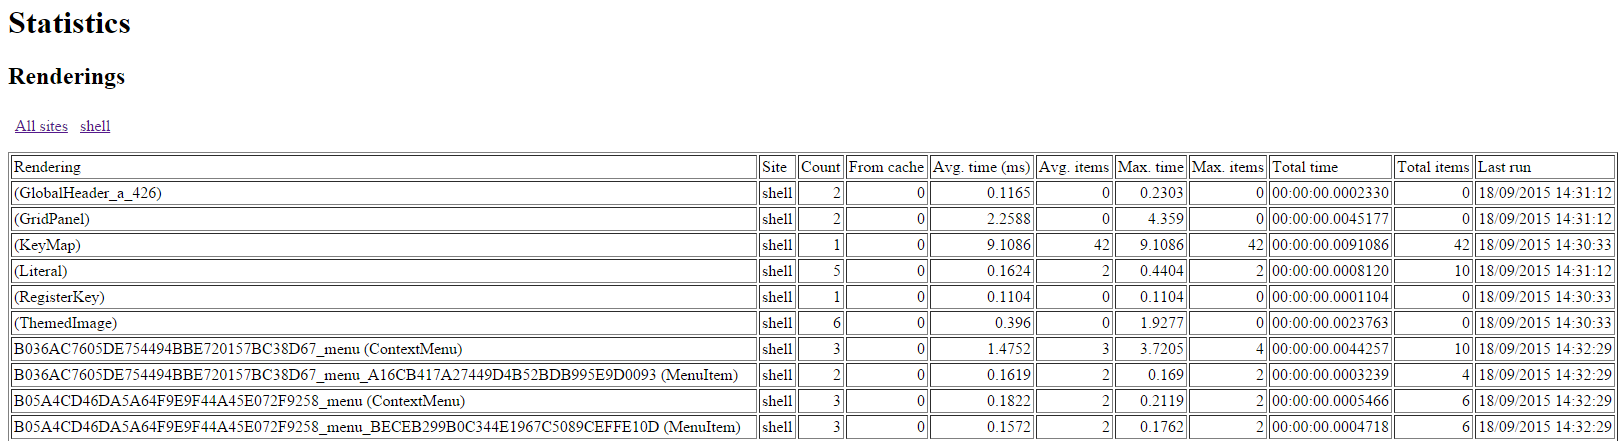 Statistics
Renderings
All sites shell
Rendering Site Count From cache Avg. time (ms) Avg. items Max. time Max. items Total time Total items Last run
(GlobalHeader_a_426) shell 2 0 0.1165 0 0.2303 0 00:00:00.0002330 0 18/09/2015 14:31:12
(GridPanel) shell 2 0 2.2588 0 4.359 0 00:00:00.0045177 0 18/09/2015 14:31:12
(KeyMap) shell 1 0 9.1086 42 9.1086 42 00:00:00.0091086 42 18/09/2015 14:30:33
(Literal) shell 5 0 0.1624 2 0.4404 2 00:00:00.0008120 10 18/09/2015 14:31:12
(RegisterKey) shell 1 0 0.1104 0 0.1104 0 00:00:00.0001104 0 18/09/2015 14:30:33
(ThemedImage) shell 6 0 0.396 0 1.9277 0 00:00:00.0023763 0 18/09/2015 14:30:33
B036AC7605DE754494BBE720157BC38D67_menu (ContextMenu) shell 3 0 1.4752 3 3.7205 4 00:00:00.0044257 10 18/09/2015 14:32:29
B036AC7605DE754494BBE720157BC38D67_menu_A16CB417A27449D4B52BDB995E9D0093 (MenuItem) shell 2 0 0.1619 2 0.169 2 00:00:00.0003239 4 18/09/2015 14:32:29
B05A4CD46DA5A64F9E9F44A45E072F9258_menu (ContextMenu) shell 3 0 0.1822 2 0.2119 2 00:00:00.0005466 6 18/09/2015 14:32:29
B05A4CD46DA5A64F9E9F44A45E072F9258_menu_BECEB299B0C344E1967C5089CEFFE10D (MenuItem) shell 3 0 0.1572 2 0.1762 2 00:00:00.0004718 6 18/09/2015 14:32:29